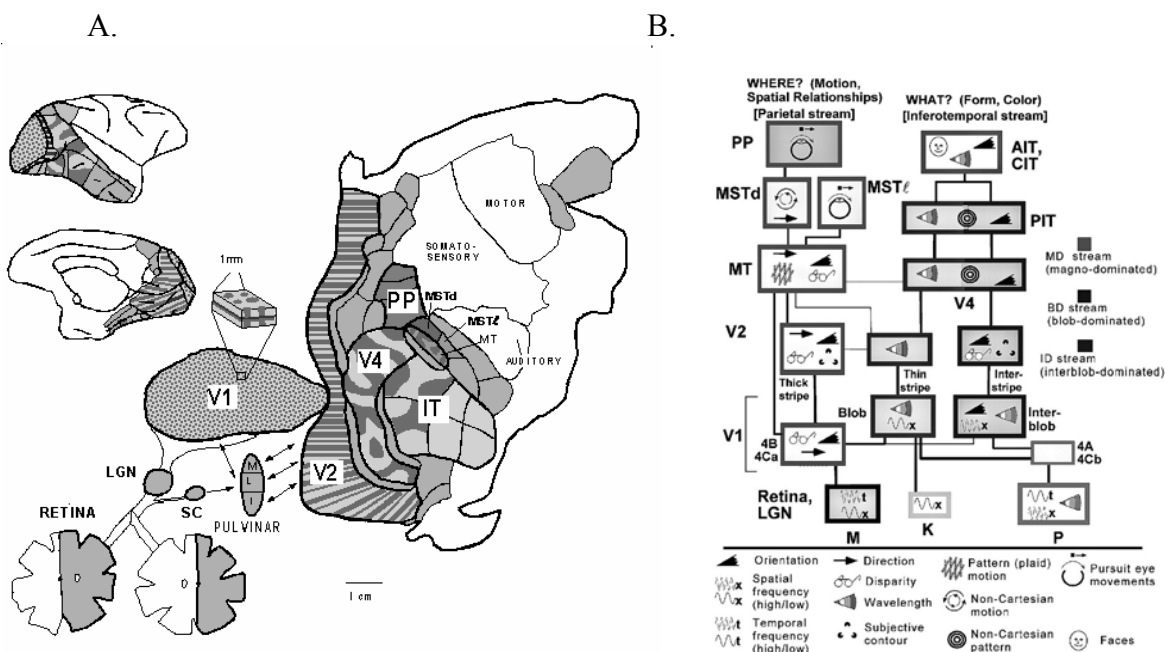 A.
B.
1mm
MOTOR
SOMATO-
SENSORY
PP
MSTd
MSTℓ
MT
AUDITORY
V4
V1
IT
LGN
M
L
I
V2
SC
RETINA
PULVINAR
1 cm
WHERE? (Motion,
Spatial Relationships)
[Parietal stream]
WHAT? (Form, Color)
[Inferotemporal stream]
PP
AIT,
CIT
MSTd
MSTℓ
PIT
MT
MD stream
(magno-dominated)
V4
BD stream
(blob-dominated)
V2
ID stream
(interblob-dominated)
Thick
stripe
Thin
stripe
Inter-
stripe
Blob
Inter-
blob
x
x
V1
4B
4Ca
4A
4Cb
Retina,
LGN
t
x
x
t
x
M
K
P
Orientation
Direction
Pattern (plaid)
motion
Pursuit eye
movements
x Spatial
x frequency
(high/low)
Disparity
Wavelength
Non-Cartesian
motion
t Temporal
t frequency
(high/low)
Subjective
contour
Non-Cartesian
pattern
Faces